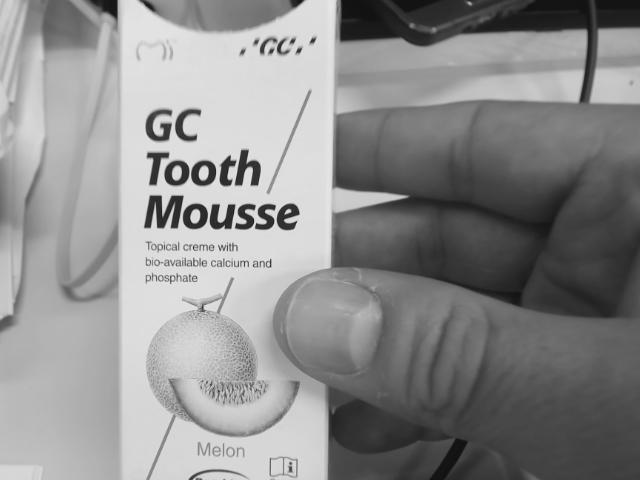 GC
GC
Tooth
Mousse
Topical creme with
bio-available calcium and
phosphate
Melon
i